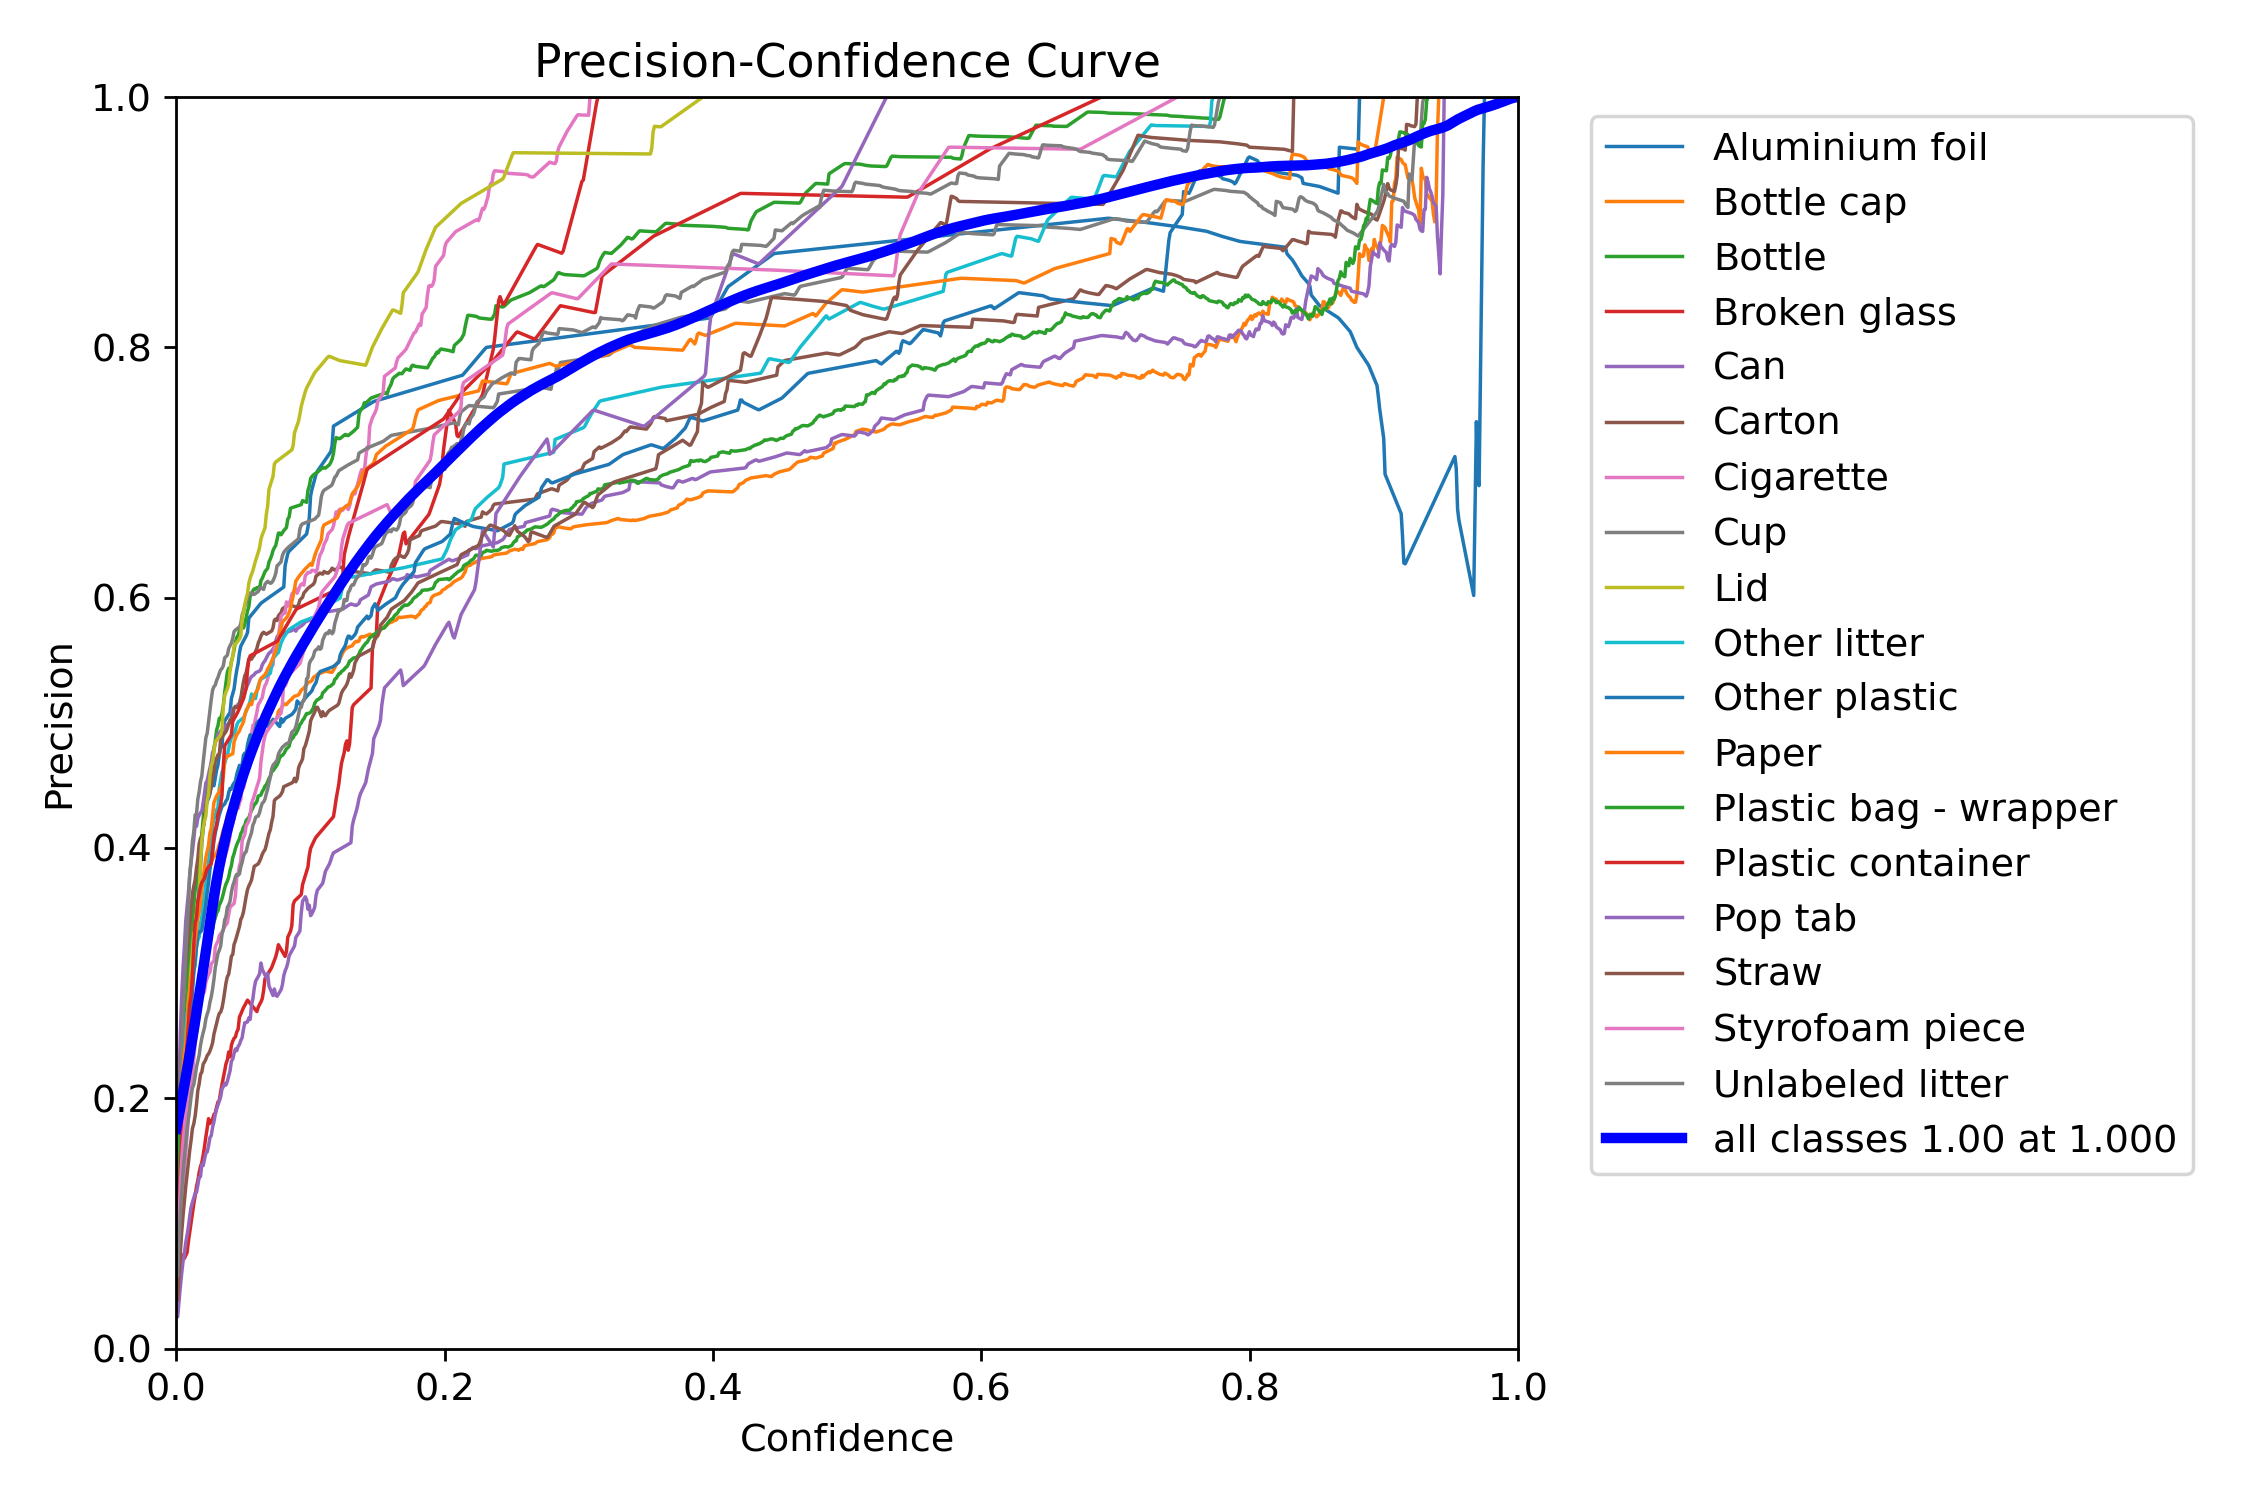 Precision-Confidence Curve
1.0
0.8
0.6
0.4
0.2
0.0
Precision
0.0 0.2 0.4 0.6 0.8 1.0
Confidence
Aluminium foil
Bottle cap
Bottle
Broken glass
Can
Carton
Cigarette
Cup
Lid
Other litter
Other plastic
Paper
Plastic bag - wrapper
Plastic container
Pop tab
Straw
Styrofoam piece
Unlabeled litter
all classes 1.00 at 1.000